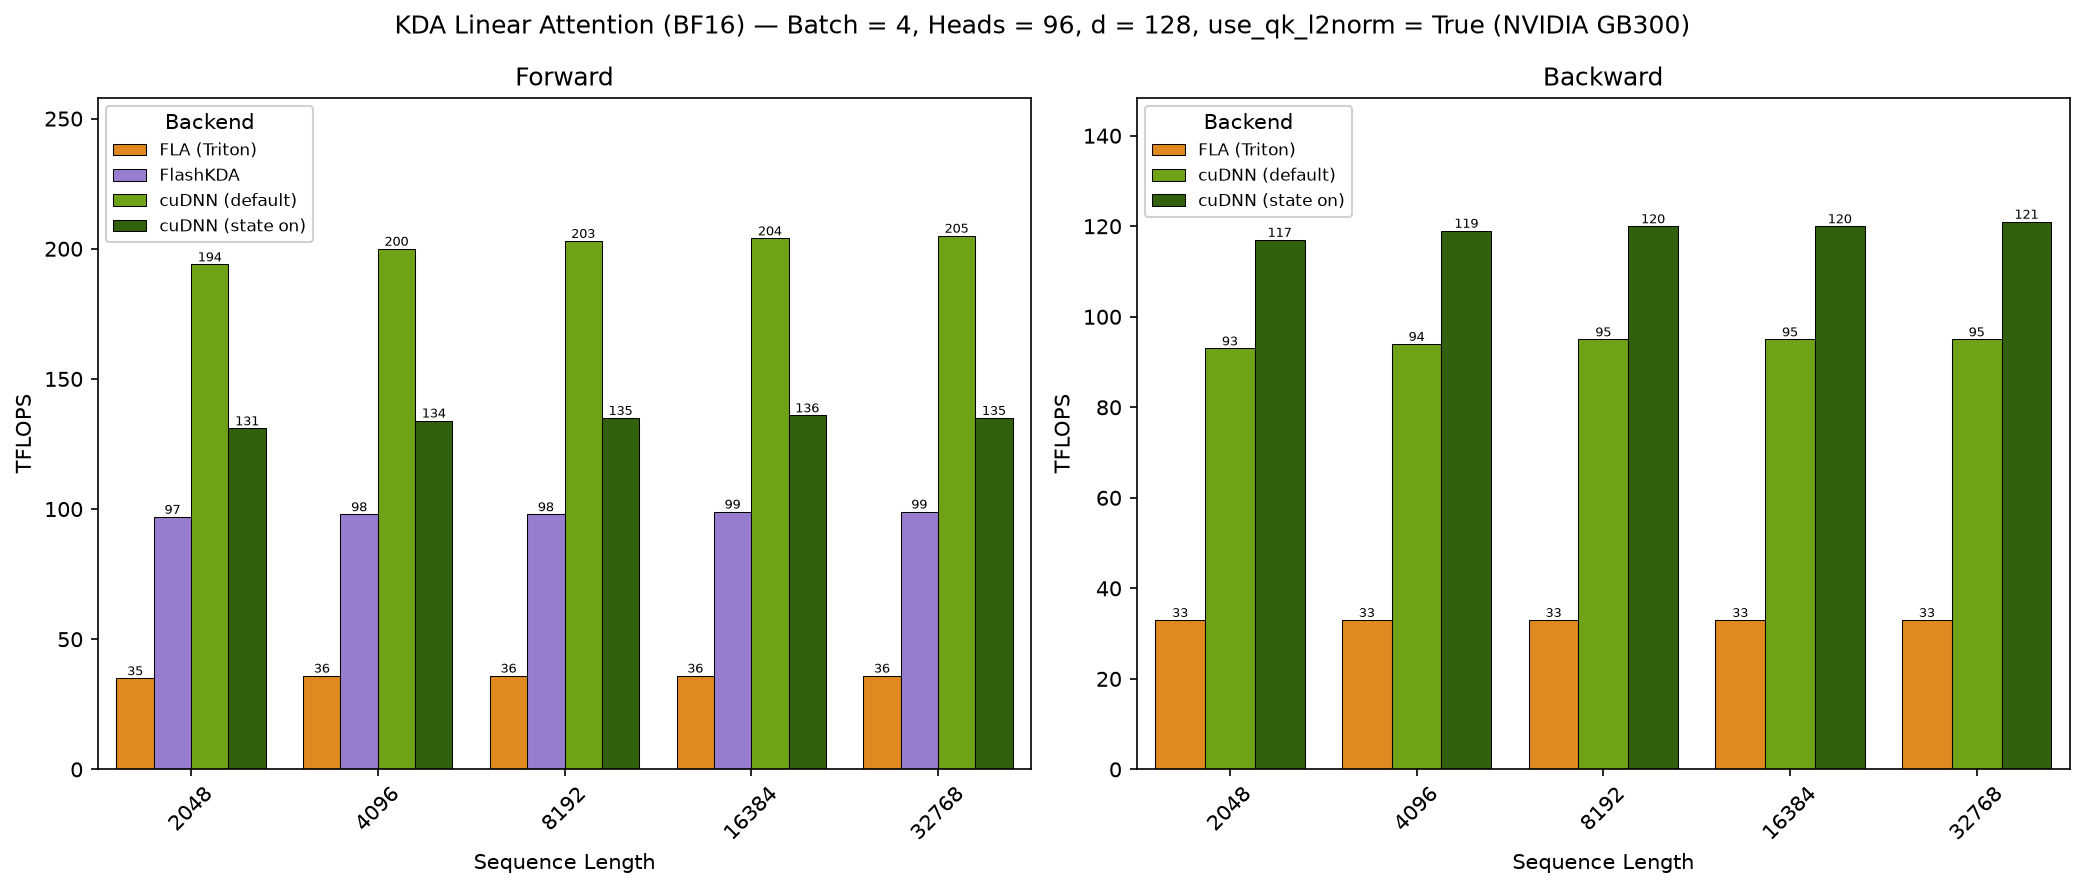 KDA Linear Attention (BF16) — Batch = 4, Heads = 96, d = 128, use_qk_l2norm = True (NVIDIA GB300)
Forward
TFLOPS
250
200
150
100
50
0
Backend
FLA (Triton)
FlashKDA
cuDNN (default)
cuDNN (state on)
35 97 194 131
36 98 200 134
36 98 203 135
36 99 204 136
36 99 205 135
2048 4096 8192 16384 32768
Sequence Length
Backward
TFLOPS
140
120
100
80
60
40
20
0
Backend
FLA (Triton)
cuDNN (default)
cuDNN (state on)
33 93 117
33 94 119
33 95 120
33 95 120
33 95 121
2048 4096 8192 16384 32768
Sequence Length